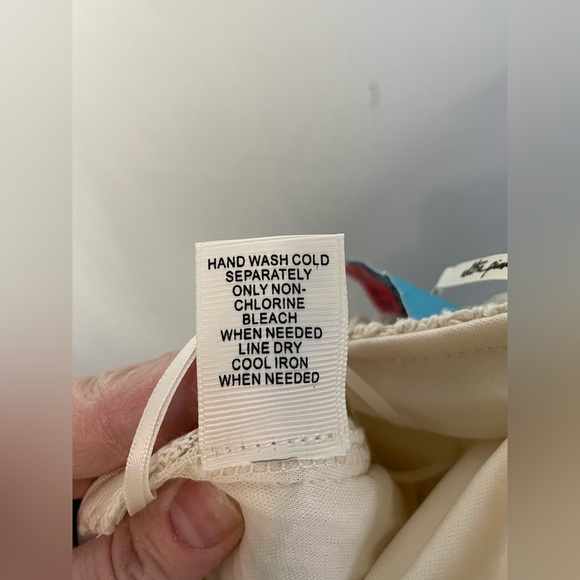 HAND WASH COLD
SEPARATELY
ONLY NON-
CHLORINE
BLEACH
WHEN NEEDED
LINE DRY
COOL IRON
WHEN NEEDED